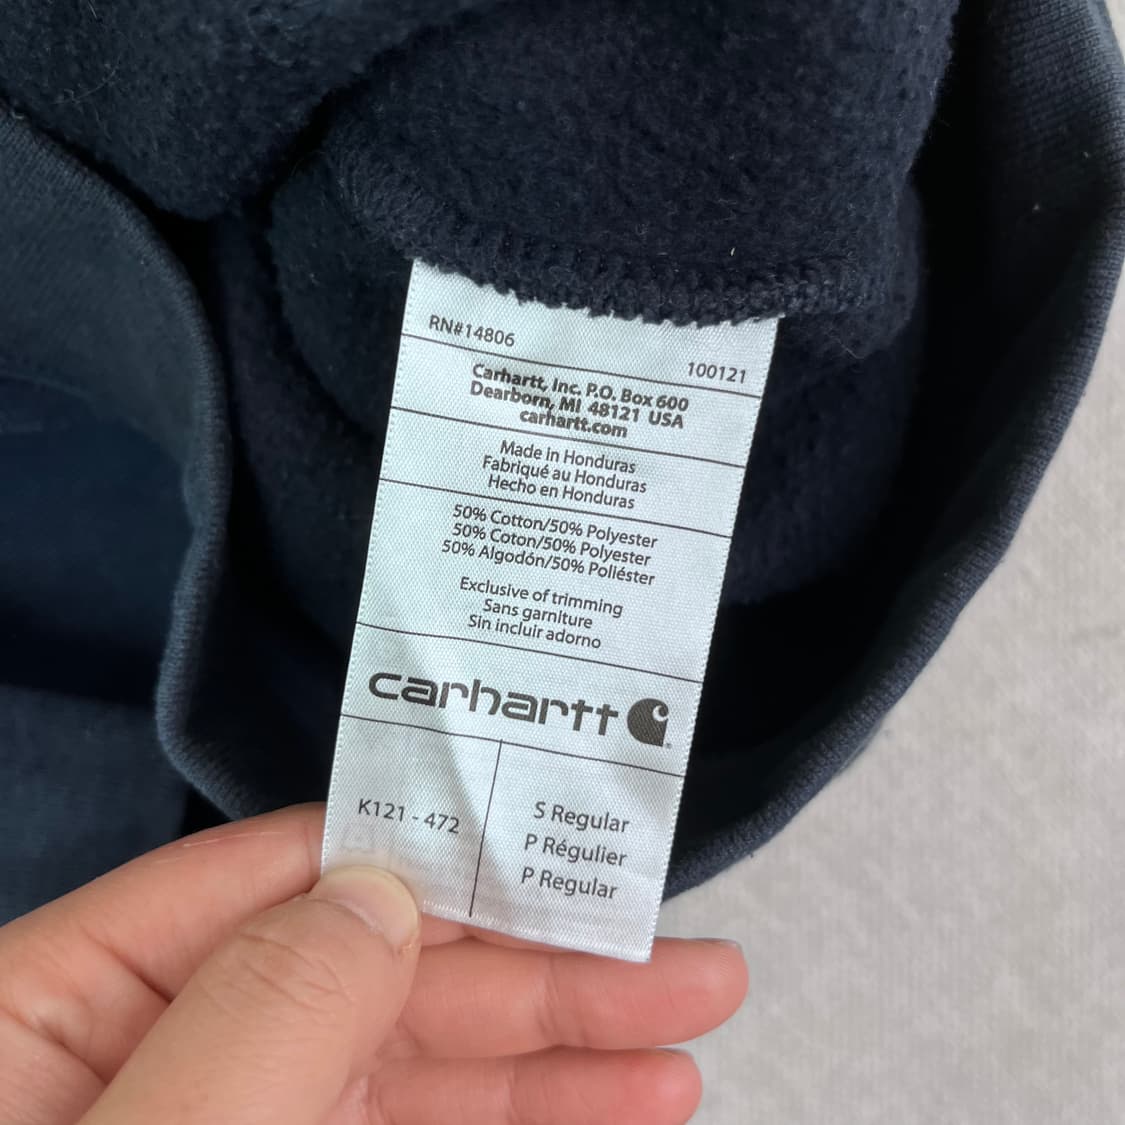 RN#14806
100121
Carhartt, Inc. P.O. Box 600
Dearborn, MI 48121 USA
carhartt.com
Made in Honduras
Fabriqué au Honduras
Hecho en Honduras
50% Cotton/50% Polyester
50% Coton/50% Polyester
50% Algodón/50% Poliéster
Exclusive of trimming
Sans garniture
Sin incluir adorno
carhartt
K121 - 472
S Regular
P Régulier
P Regular